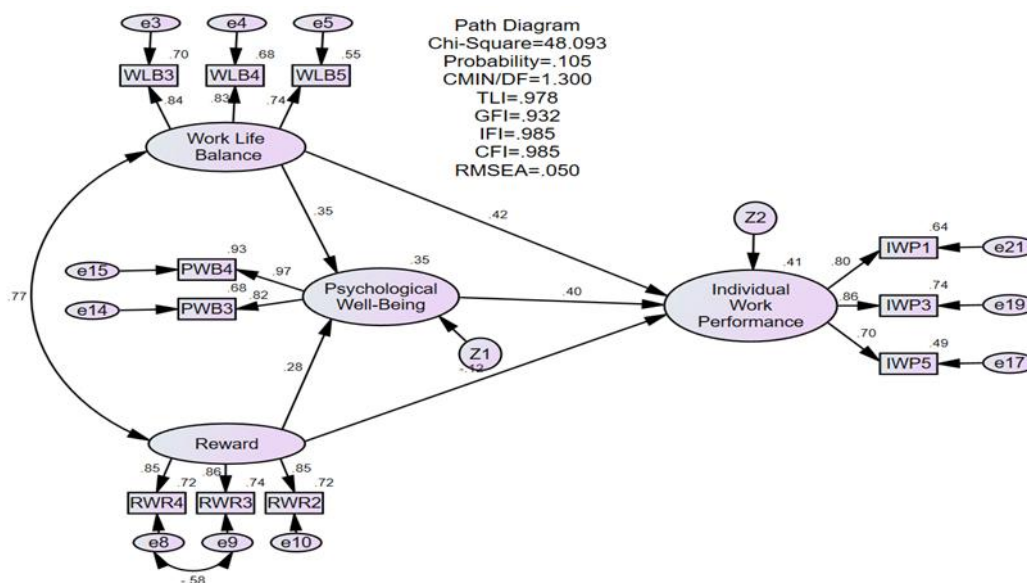 e3
e4
e5
Path Diagram
Chi-Square=48.093
Probability=.105
CMIN/DF=1.300
TLI=.978
GFI=.932
IFI=.985
CFI=.985
RMSEA=.050
.70
.68
.55
WLB3
WLB4
WLB5
.84
.83
.74
Work Life
Balance
.35
.42
Z2
.64
IWP1
e21
.93
.35
.41
.80
e15
PWB4
.97
Psychological
Well-Being
.40
Individual
Work
Performance
.74
.86
IWP3
e19
.77
.68
e14
PWB3
.82
.70
.49
IWP5
e17
Z1
-.12
.28
Reward
.85
.86
.85
.72
.74
.72
RWR4
RWR3
RWR2
e8
e9
e10
-.58